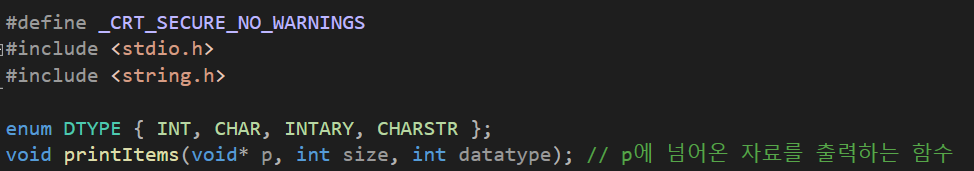 #define _CRT_SECURE_NO_WARNINGS
#include <stdio.h>
#include <string.h>
enum DTYPE { INT, CHAR, INTARY, CHARSTR };
void printItems(void* p, int size, int datatype); // p에 넘어온 자료를 출력하는 함수